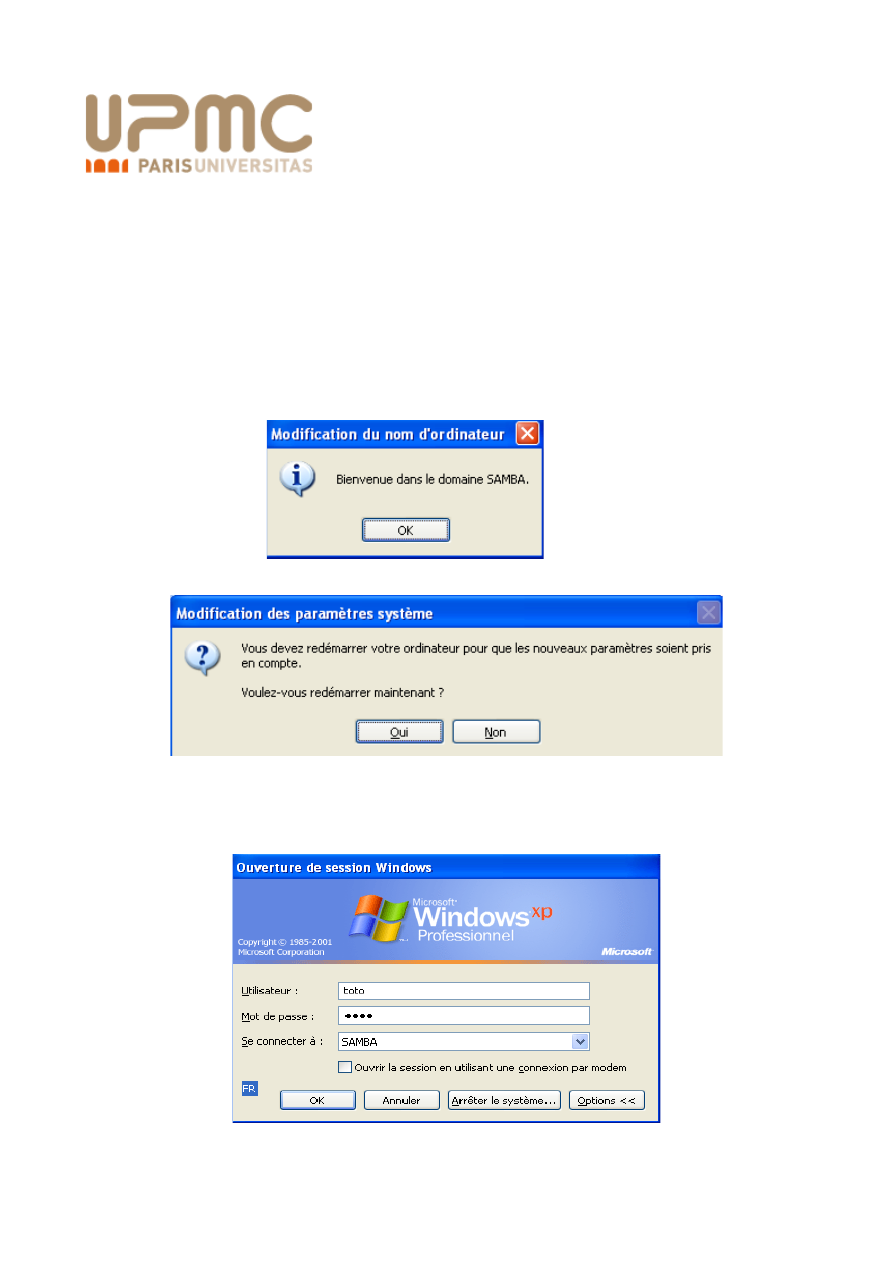 UPMC
PARISUNIVERSITAS
Modification du nom d'ordinateur
Bienvenue dans le domaine SAMBA.
OK
Modification des paramètres système
Vous devez redémarrer votre ordinateur pour que les nouveaux paramètres soient pris
en compte.
Voulez-vous redémarrer maintenant ?
Oui
Non
Ouverture de session Windows
Microsoft
Windows xp
Professionnel
Copyright © 1985-2001
Microsoft Corporation
Microsoft
Utilisateur :
toto
Mot de passe :
••••
Se connecter à :
SAMBA
Ouvrir la session en utilisant une connexion par modem
FR
OK
Annuler
Arrêter le système...
Options <<